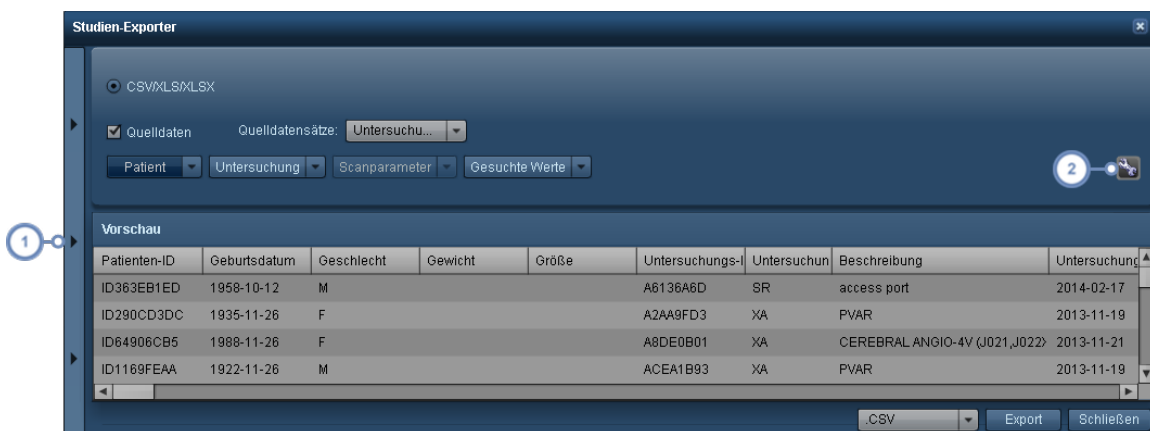 Studien-Exporter
CSV/XLS/XLSX
Quelldaten Quelldatensätze: Untersuchu...
Patient Untersuchung Scanparameter Gesuchte Werte
2
1
Vorschau
Patienten-ID Geburtsdatum Geschlecht Gewicht Größe Untersuchungs-I Untersuchun Beschreibung Untersuchung
ID363EB1ED 1958-10-12 M A6136A6D SR access port 2014-02-17
ID290CD3DC 1935-11-26 F A2AA9FD3 XA PVAR 2013-11-19
ID64906CB5 1988-11-26 F A8DE0B01 XA CEREBRAL ANGIO-4V (J021,J022) 2013-11-21
ID1169FEAA 1922-11-26 M ACEA1B93 XA PVAR 2013-11-19
.CSV Export Schließen